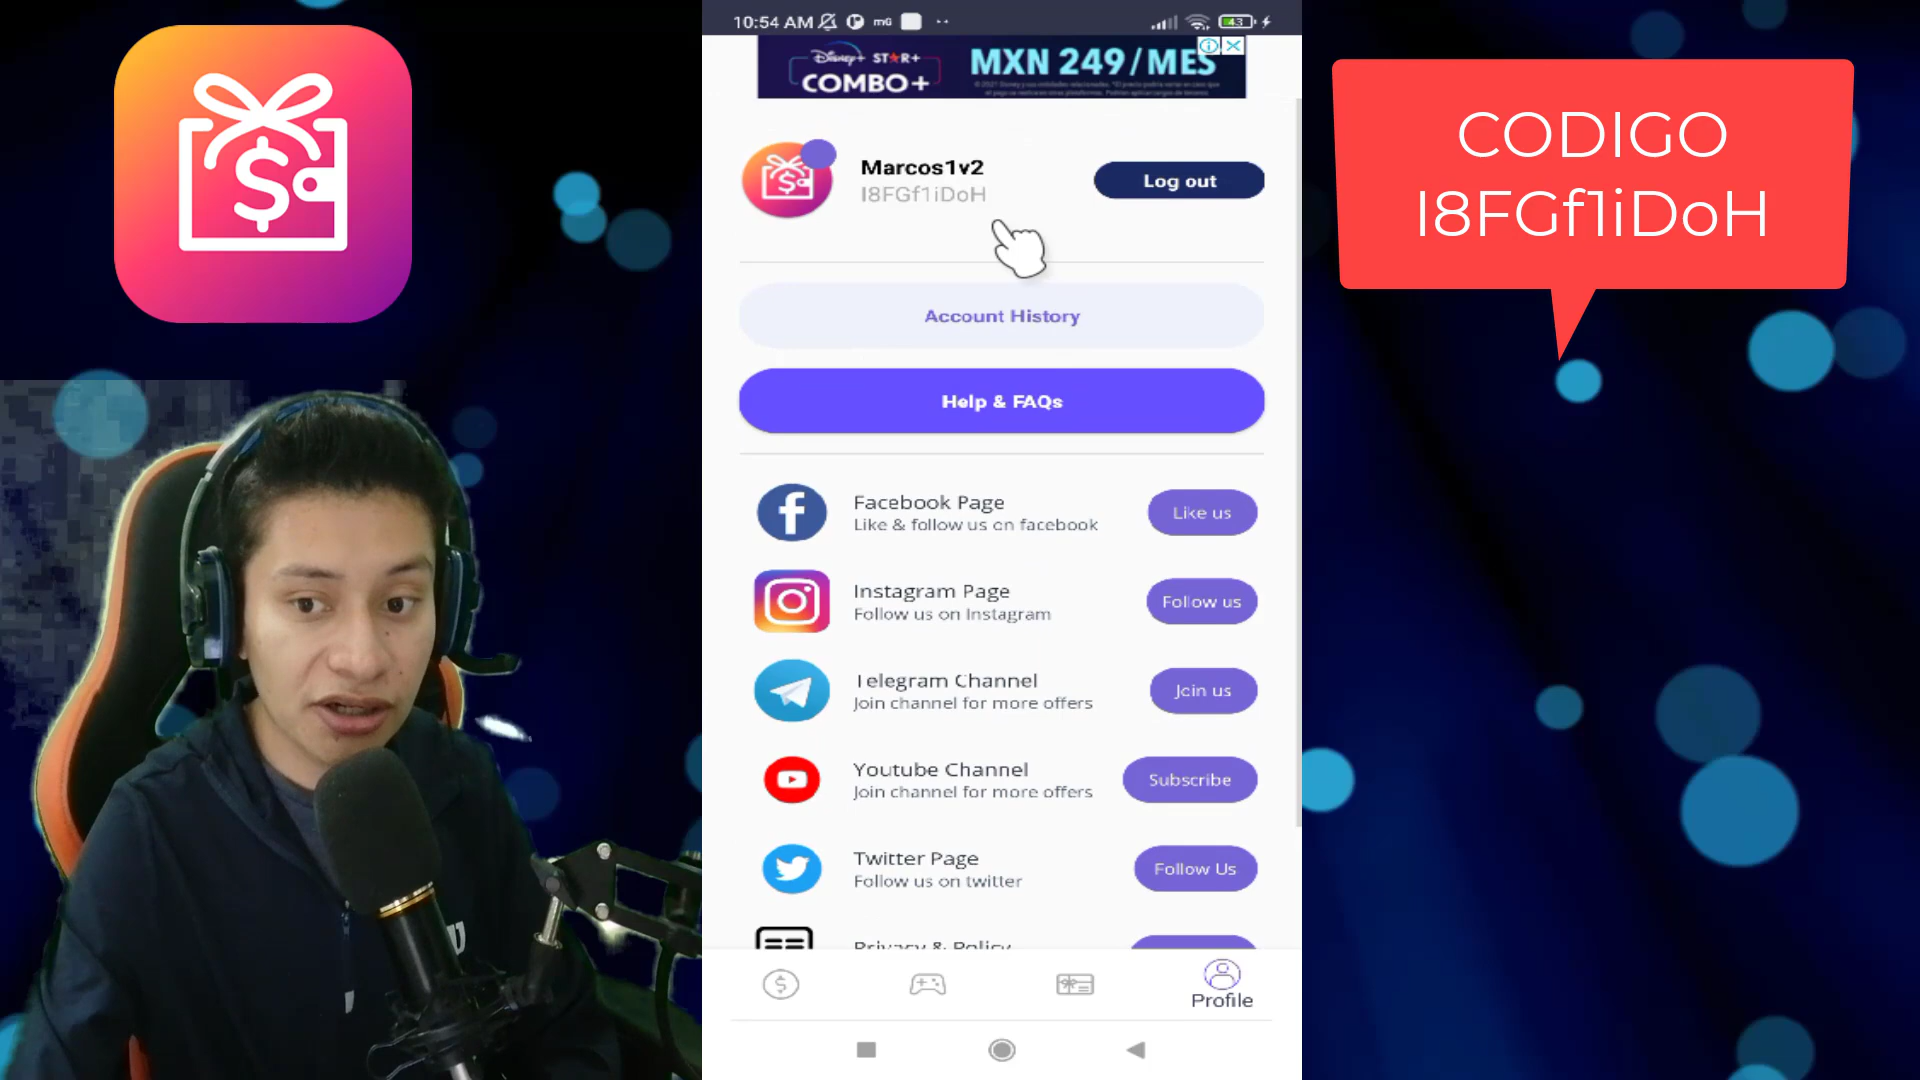 10:54 AM
43
Disney+ STAR+
COMBO+
MXN 249/MES
CODIGO
I8FGf1iDoH
Marcos1v2
I8FGf1iDoH
Log out
Account History
Help & FAQs
Facebook Page
Like & follow us on facebook
Like us
Instagram Page
Follow us on Instagram
Follow us
Telegram Channel
Join channel for more offers
Join us
Youtube Channel
Join channel for more offers
Subscribe
Twitter Page
Follow us on twitter
Follow Us
Privacy & Policy
Profile